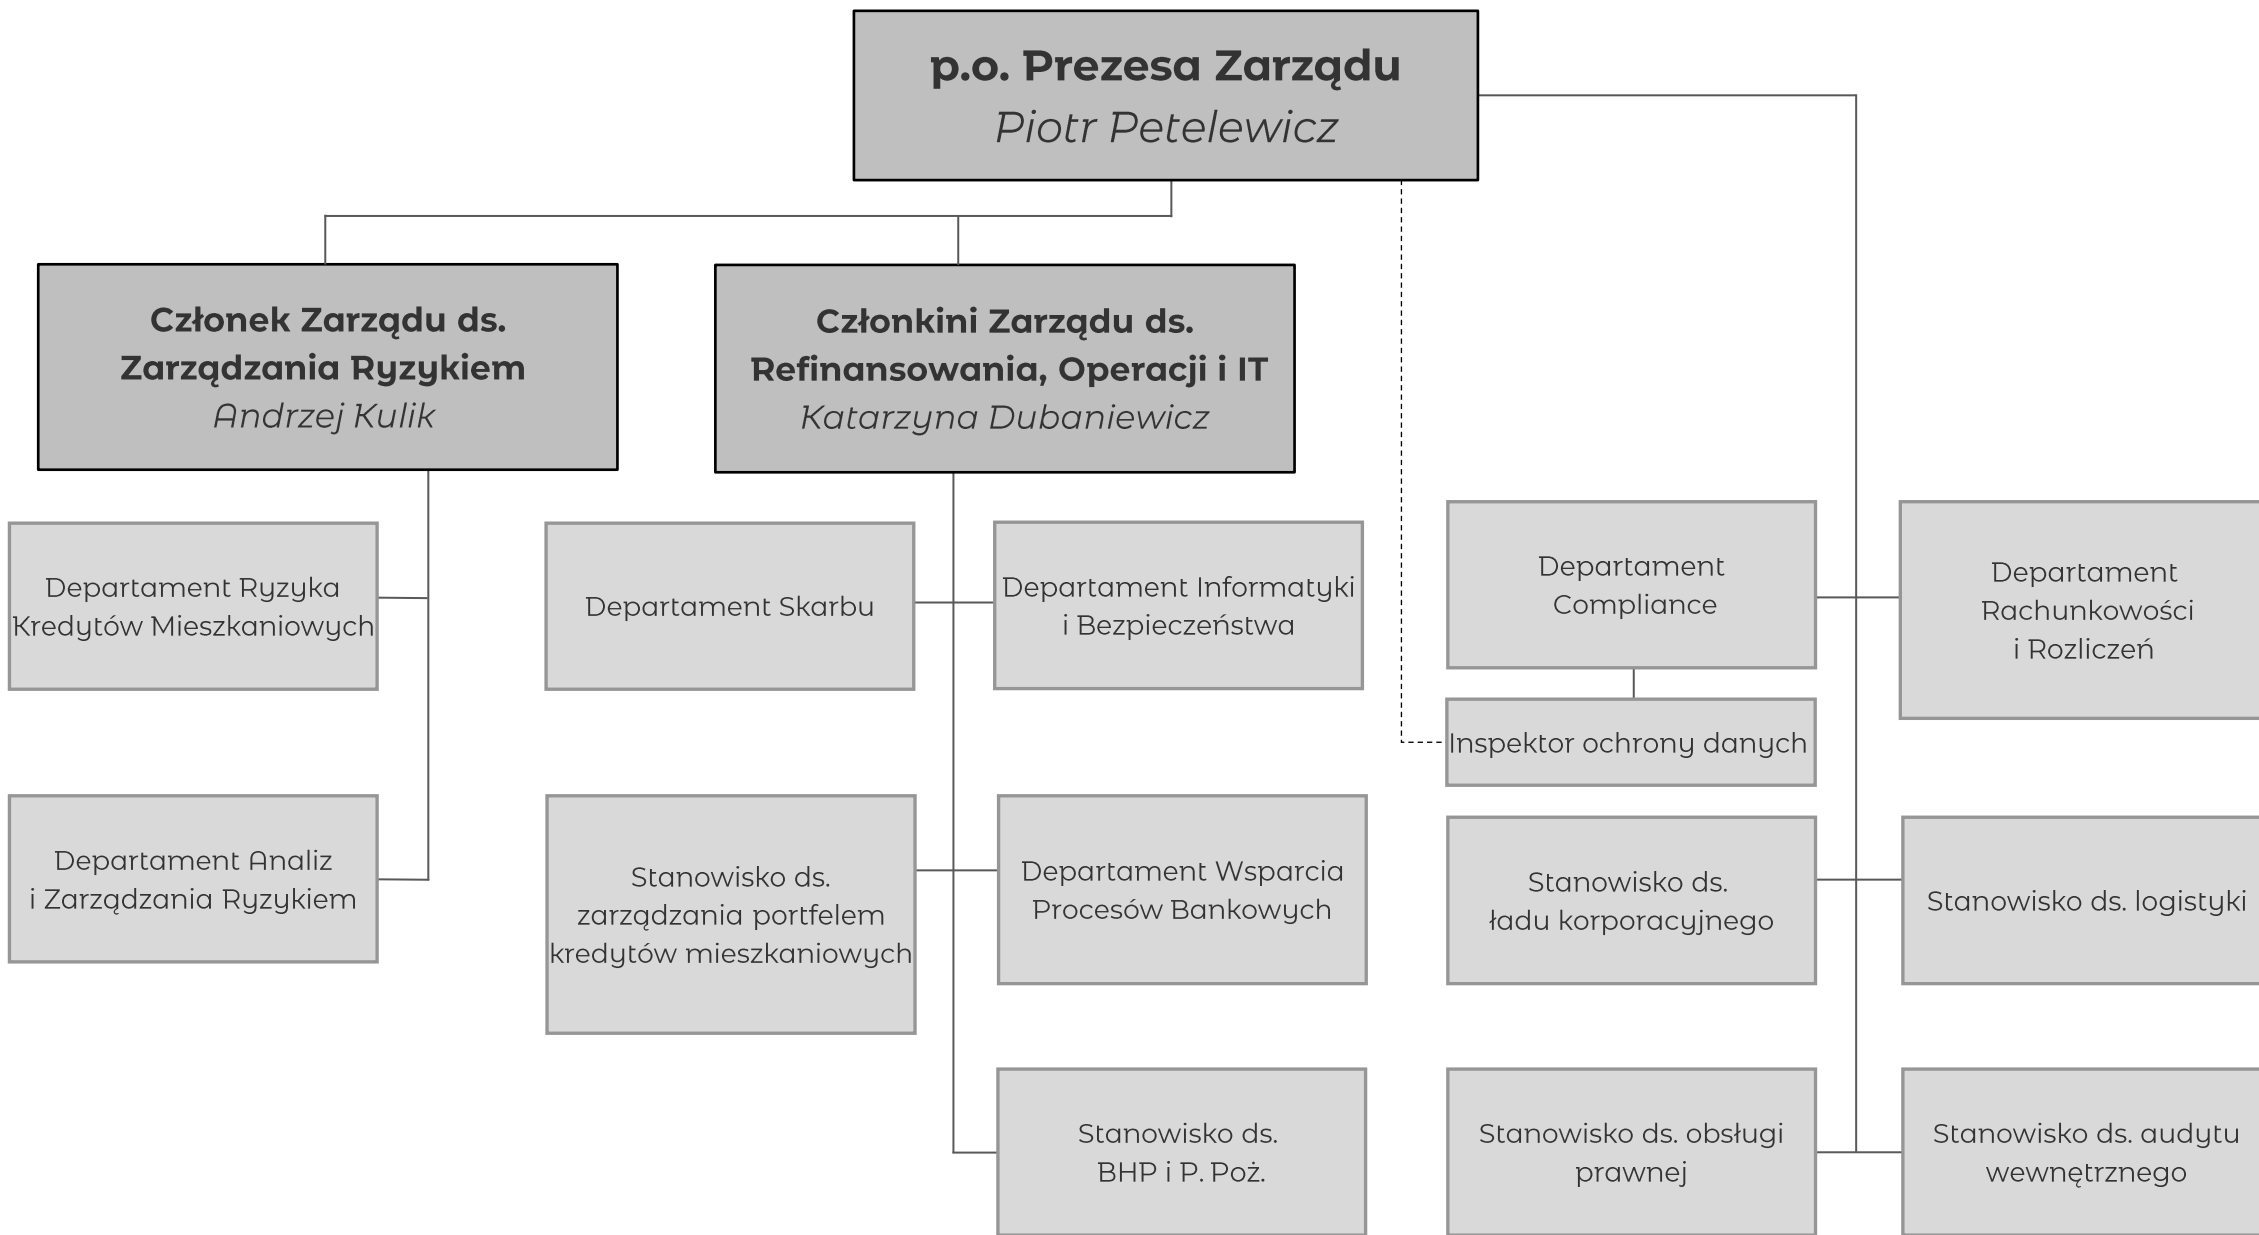 p.o. Prezesa Zarządu
Piotr Petelewicz
Członek Zarządu ds.
Zarządzania Ryzykiem
Andrzej Kulik
Członkini Zarządu ds.
Refinansowania, Operacji i IT
Katarzyna Dubaniewicz
Departament Ryzyka
Kredytów Mieszkaniowych
Departament Analiz
i Zarządzania Ryzykiem
Departament Skarbu
Departament Informatyki
i Bezpieczeństwa
Stanowisko ds.
zarządzania portfelem
kredytów mieszkaniowych
Departament Wsparcia
Procesów Bankowych
Stanowisko ds.
BHP i P. Poż.
Departament
Compliance
Inspektor ochrony danych
Departament
Rachunkowości
i Rozliczeń
Stanowisko ds.
ładu korporacyjnego
Stanowisko ds. logistyki
Stanowisko ds. obsługi
prawnej
Stanowisko ds. audytu
wewnętrznego